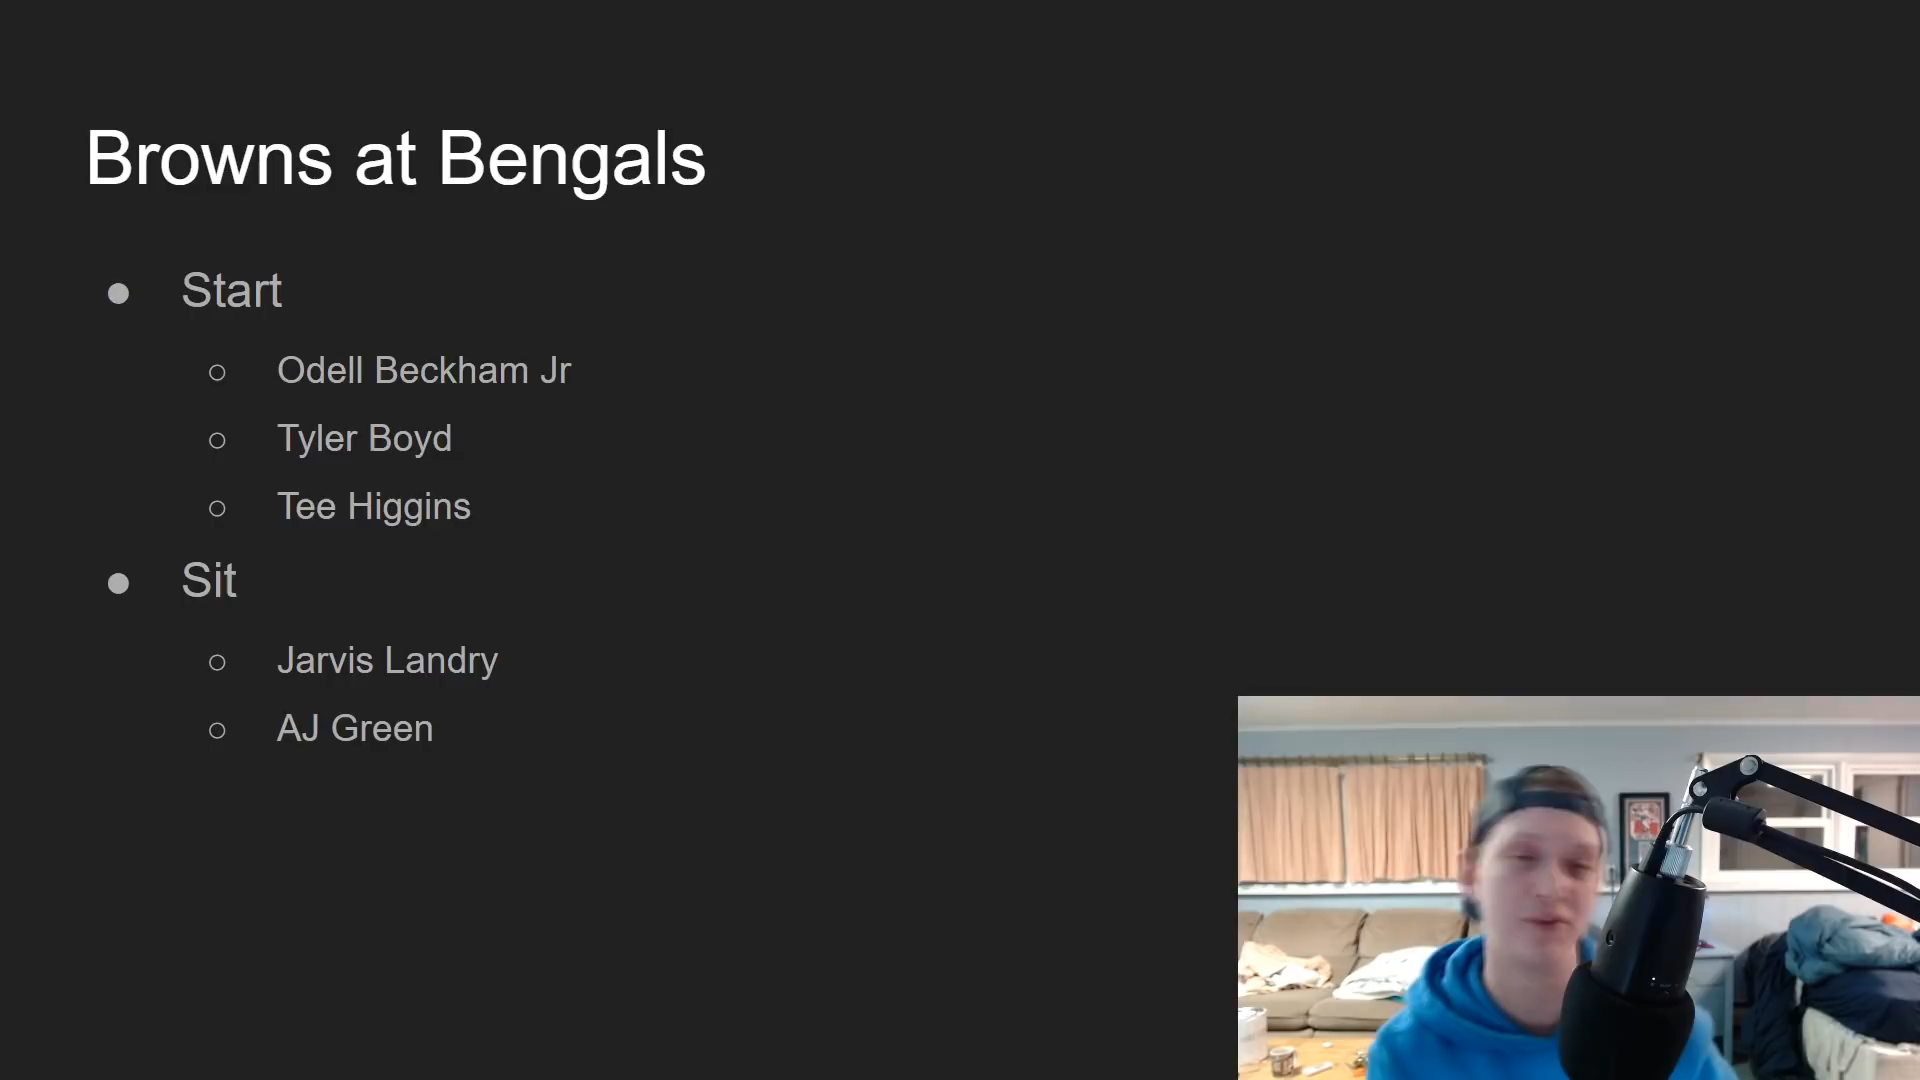 Browns at Bengals
● Start
○ Odell Beckham Jr
○ Tyler Boyd
○ Tee Higgins
● Sit
○ Jarvis Landry
○ AJ Green